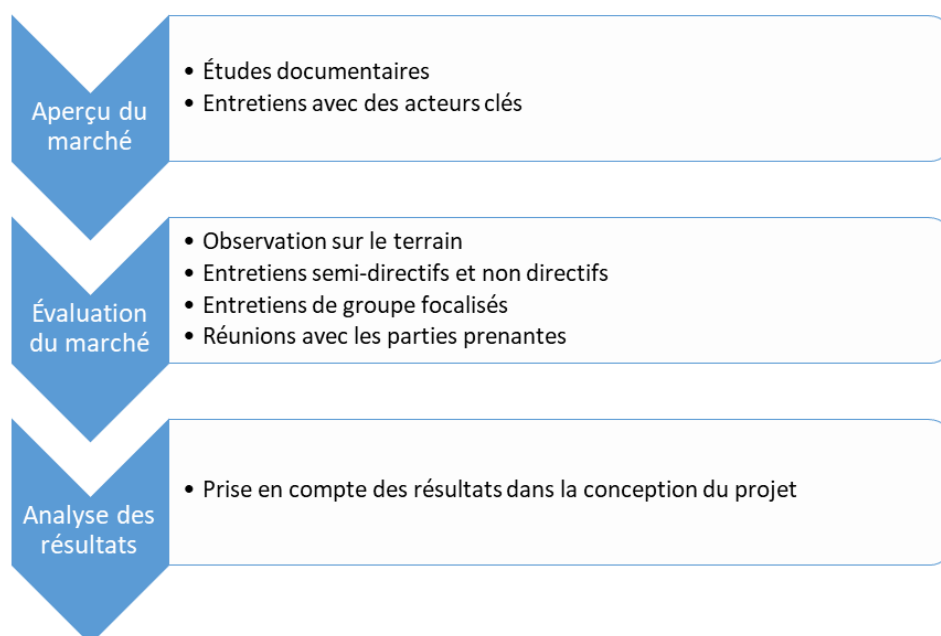 Aperçu du
marché
• Études documentaires
• Entretiens avec des acteurs clés
Évaluation
du marché
• Observation sur le terrain
• Entretiens semi-directifs et non directifs
• Entretiens de groupe focalisés
• Réunions avec les parties prenantes
Analyse des
résultats
• Prise en compte des résultats dans la conception du projet